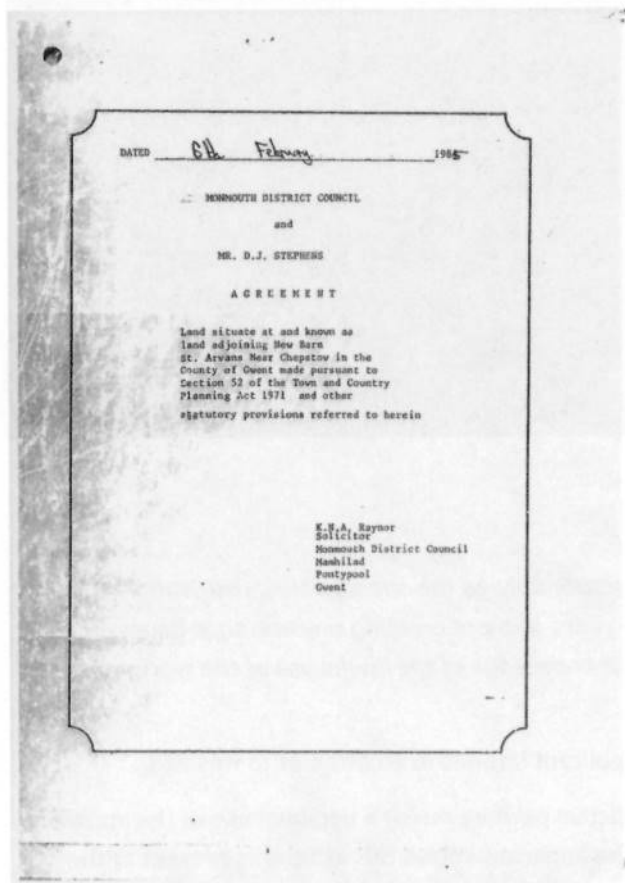 DATED 6th February 1985
MONMOUTH DISTRICT COUNCIL
and
MR. D.J. STEPHENS
A G R E E M E N T
Land situate at and known as
land adjoining New Barn
St. Arvans Near Chepstow in the
County of Gwent made pursuant to
Section 52 of the Town and Country
Planning Act 1971 and other
statutory provisions referred to herein
K.N.A. Raynor
Solicitor
Monmouth District Council
Mamhilad
Pontypool
Gwent